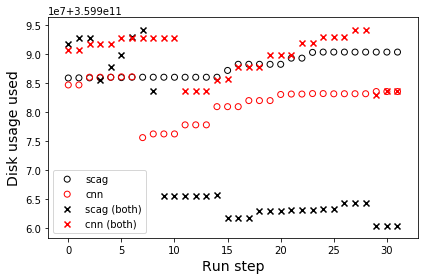 1e7+3.599e11
9.5
9.0
8.5
8.0
7.5
7.0
6.5
6.0
Disk usage used
scag
cnn
scag (both)
cnn (both)
0
5
10
15
20
25
30
Run step